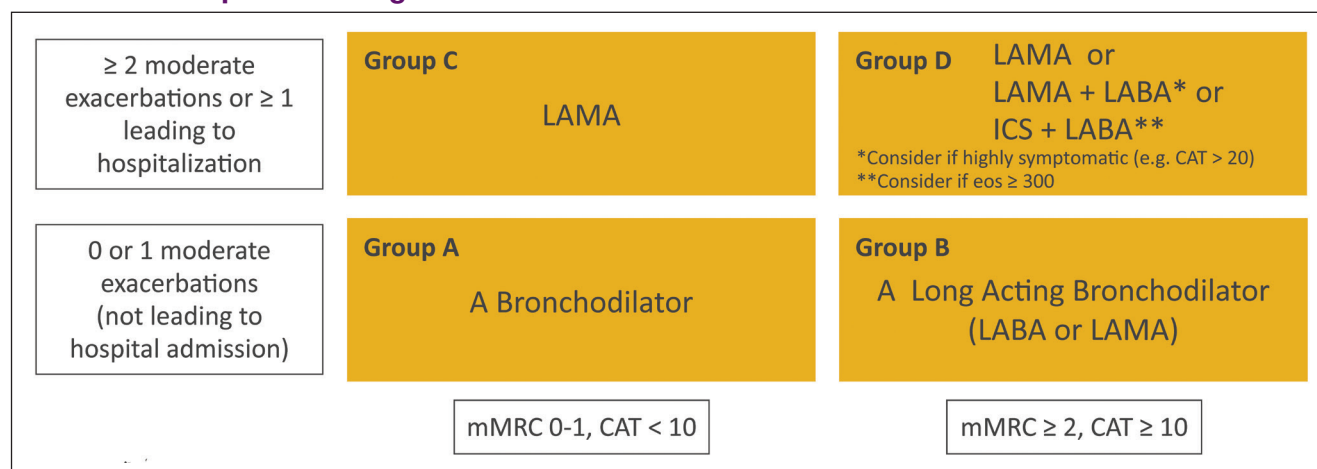 ≥ 2 moderate
exacerbations or ≥ 1
leading to
hospitalization
Group C
LAMA
Group D
LAMA or
LAMA + LABA* or
ICS + LABA**
*Consider if highly symptomatic (e.g. CAT > 20)
**Consider if eos ≥ 300
0 or 1 moderate
exacerbations
(not leading to
hospital admission)
Group A
A Bronchodilator
Group B
A Long Acting Bronchodilator
(LABA or LAMA)
mMRC 0-1, CAT < 10
mMRC ≥ 2, CAT ≥ 10